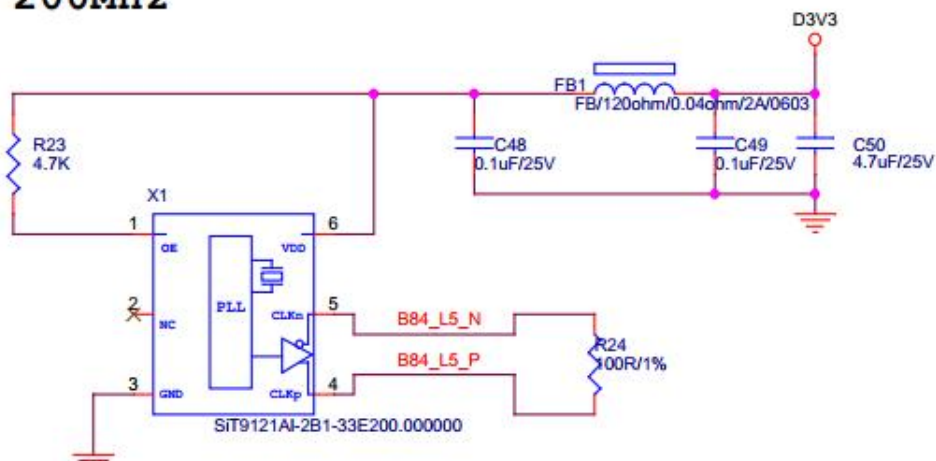 200MHz
D3V3
FB1
FB/120ohm/0.04ohm/2A/0603
R23
4.7K
C48
0.1uF/25V
C49
0.1uF/25V
C50
4.7uF/25V
X1
1
6
OE
VDD
PLL
2
5
NC
CLKn
B84_L5_N
R24
100R/1%
B84_L5_P
3
4
GND
CLKp
SiT9121AI-2B1-33E200.000000